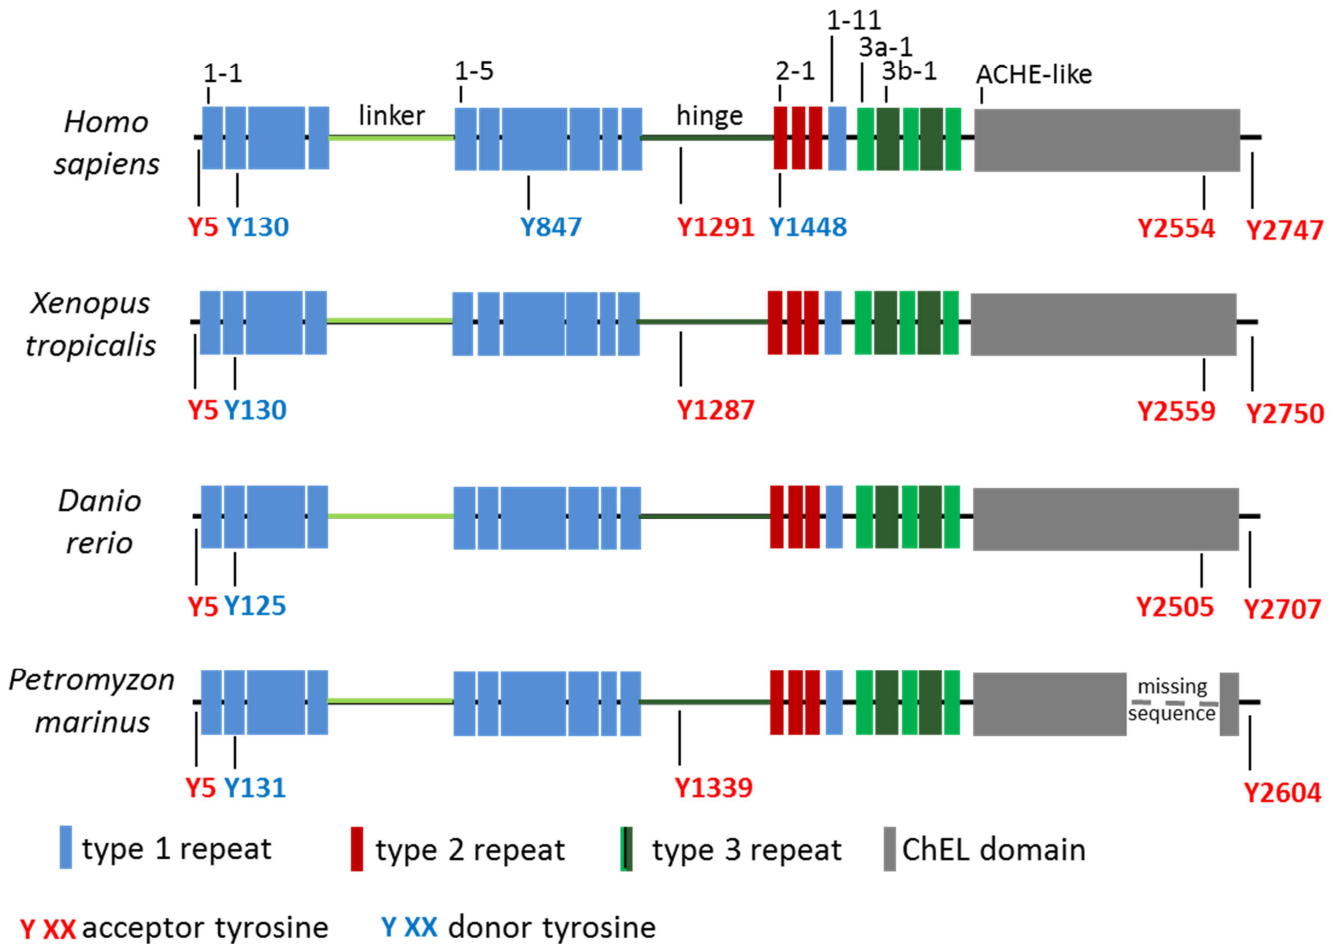 1-11
3a-1
1-1 1-5 2-1 3b-1 ACHE-like
Homo linker hinge
sapiens
Y5 Y130 Y847 Y1291 Y1448 Y2554 Y2747
Xenopus
tropicalis
Y5 Y130 Y1287 Y2559 Y2750
Danio
rerio
Y5 Y125 Y2505 Y2707
Petromyzon missing
marinus sequence
Y5 Y131 Y1339 Y2604
type 1 repeat type 2 repeat type 3 repeat ChEL domain
Y XX acceptor tyrosine Y XX donor tyrosine